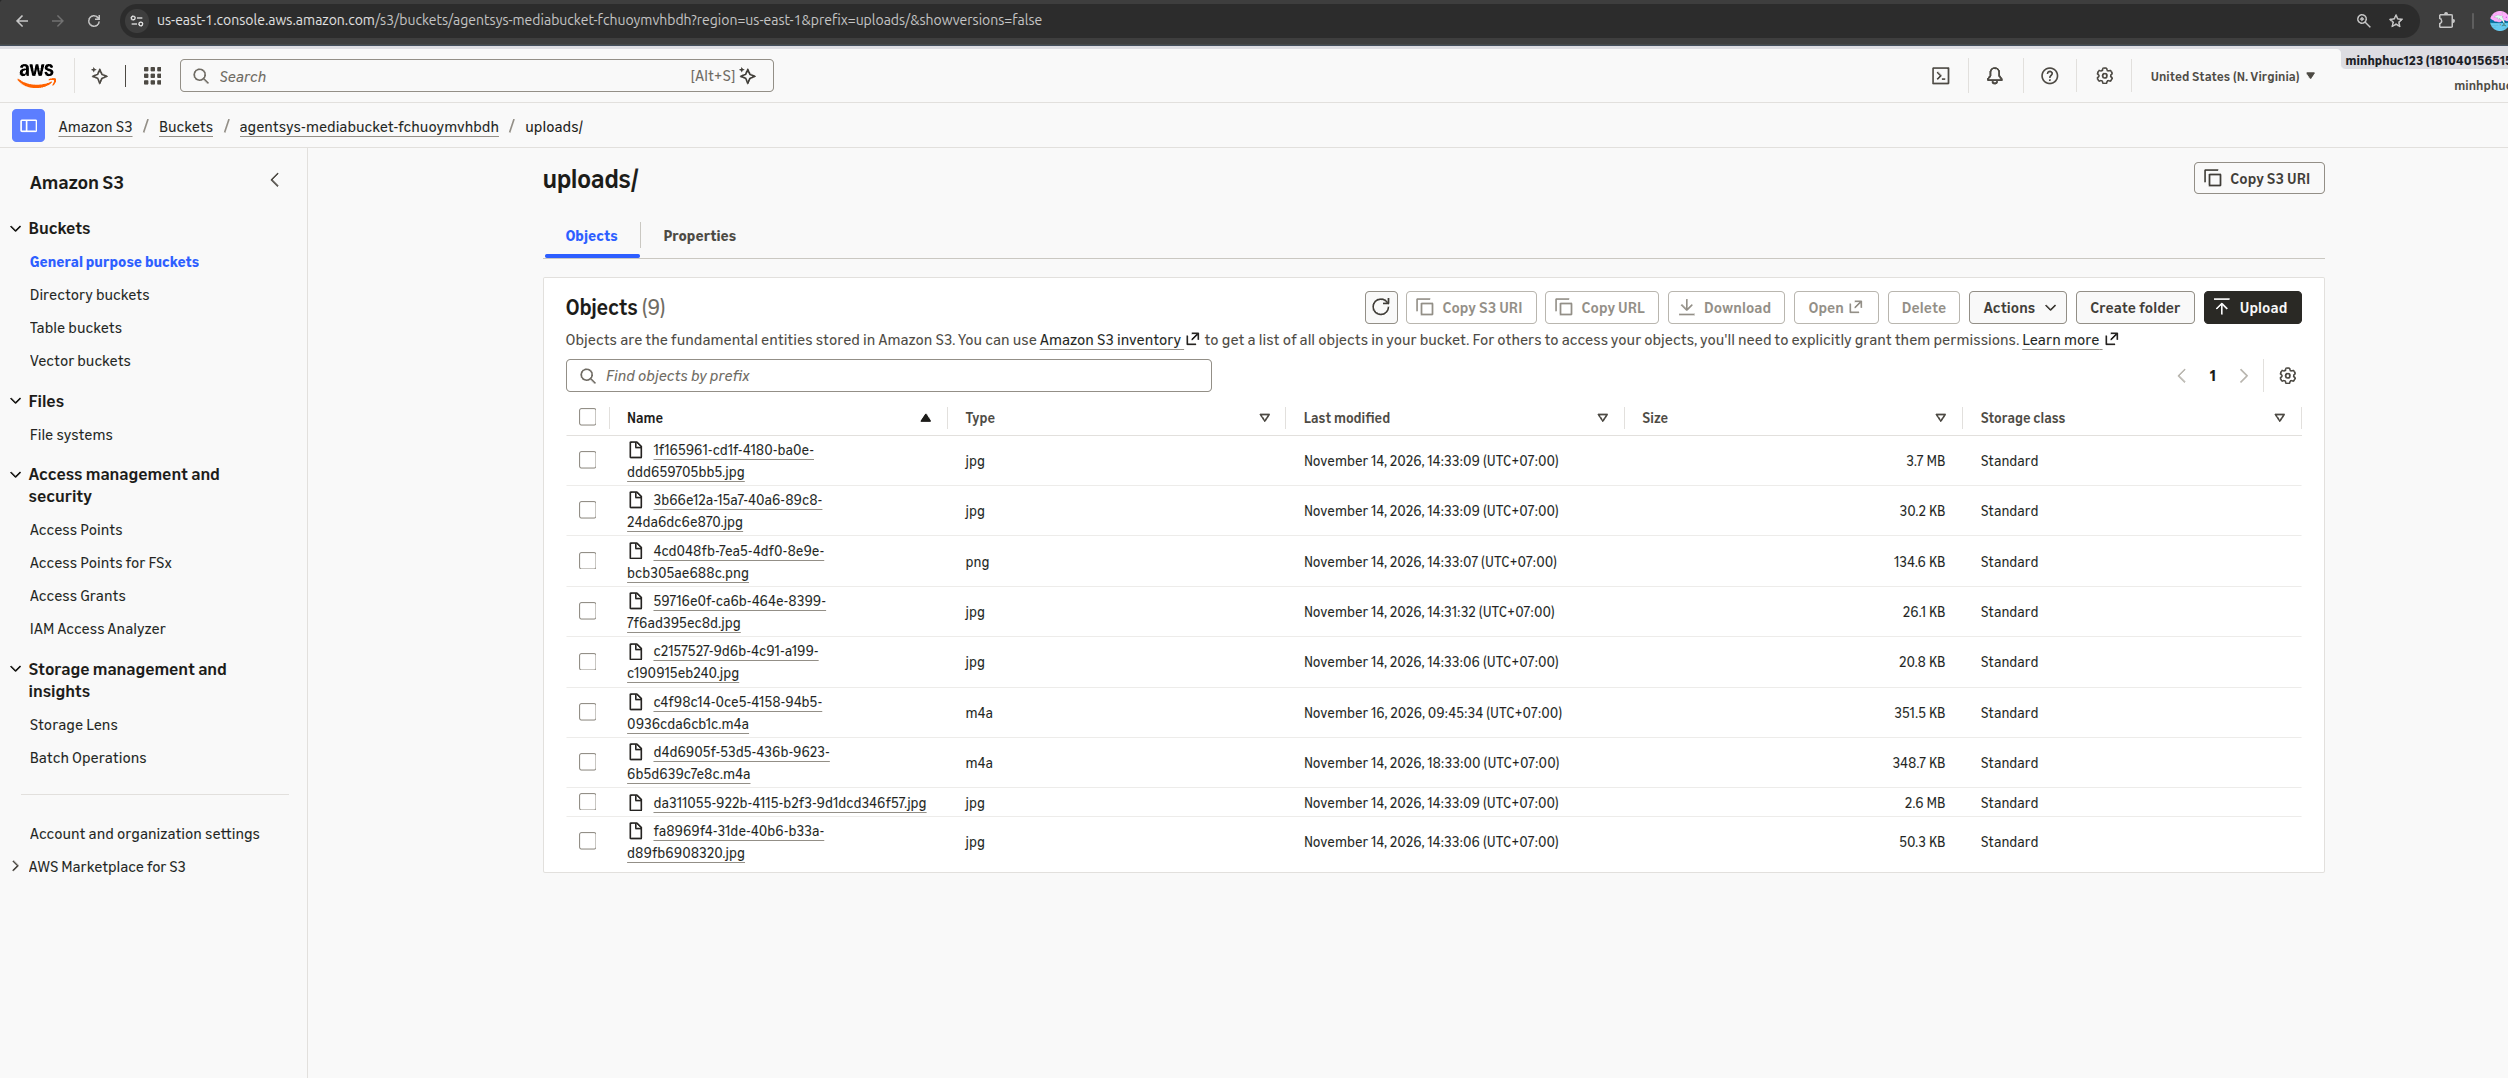 us-east-1.console.aws.amazon.com/s3/buckets/agentsys-mediabucket-fchuoymvhbdh?region=us-east-1&prefix=uploads/&showversions=false
aws
Search
[Alt+S]
United States (N. Virginia)
minhphuc123 (181040156515
minhphuc
Amazon S3 / Buckets / agentsys-mediabucket-fchuoymvhbdh / uploads/
Amazon S3
Buckets
General purpose buckets
Directory buckets
Table buckets
Vector buckets
Files
File systems
Access management and
security
Access Points
Access Points for FSx
Access Grants
IAM Access Analyzer
Storage management and
insights
Storage Lens
Batch Operations
Account and organization settings
AWS Marketplace for S3
uploads/
Copy S3 URI
Objects
Properties
Objects (9)
Copy S3 URI
Copy URL
Download
Open
Delete
Actions
Create folder
Upload
Objects are the fundamental entities stored in Amazon S3. You can use Amazon S3 inventory to get a list of all objects in your bucket. For others to access your objects, you'll need to explicitly grant them permissions. Learn more
Find objects by prefix
1
Name Type Last modified Size Storage class
1f165961-cd1f-4180-ba0e-
ddd659705bb5.jpg
jpg November 14, 2026, 14:33:09 (UTC+07:00) 3.7 MB Standard
3b66e12a-15a7-40a6-89c8-
24da6dc6e870.jpg
jpg November 14, 2026, 14:33:09 (UTC+07:00) 30.2 KB Standard
4cd048fb-7ea5-4df0-8e9e-
bcb305ae688c.png
png November 14, 2026, 14:33:07 (UTC+07:00) 134.6 KB Standard
59716e0f-ca6b-464e-8399-
7f6ad395ec8d.jpg
jpg November 14, 2026, 14:31:32 (UTC+07:00) 26.1 KB Standard
c2157527-9d6b-4c91-a199-
c190915eb240.jpg
jpg November 14, 2026, 14:33:06 (UTC+07:00) 20.8 KB Standard
c4f98c14-0ce5-4158-94b5-
0936cda6cb1c.m4a
m4a November 16, 2026, 09:45:34 (UTC+07:00) 351.5 KB Standard
d4d6905f-53d5-436b-9623-
6b5d639c7e8c.m4a
m4a November 14, 2026, 18:33:00 (UTC+07:00) 348.7 KB Standard
da311055-922b-4115-b2f3-9d1dcd346f57.jpg jpg November 14, 2026, 14:33:09 (UTC+07:00) 2.6 MB Standard
fa8969f4-31de-40b6-b33a-
d89fb6908320.jpg
jpg November 14, 2026, 14:33:06 (UTC+07:00) 50.3 KB Standard